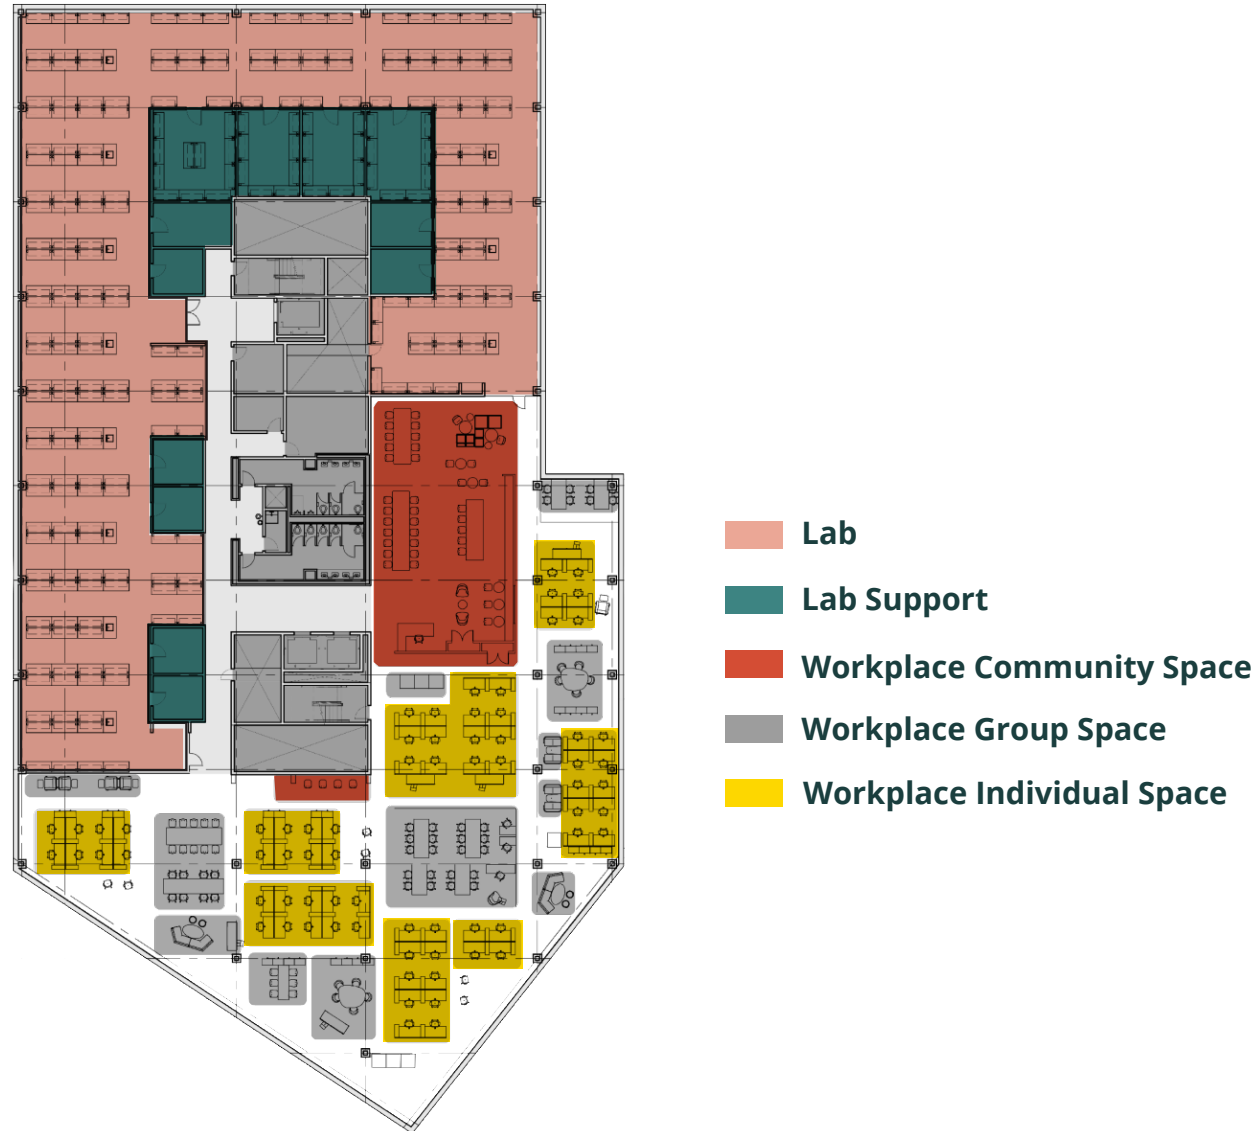 Lab
Lab Support
Workplace Community Space
Workplace Group Space
Workplace Individual Space